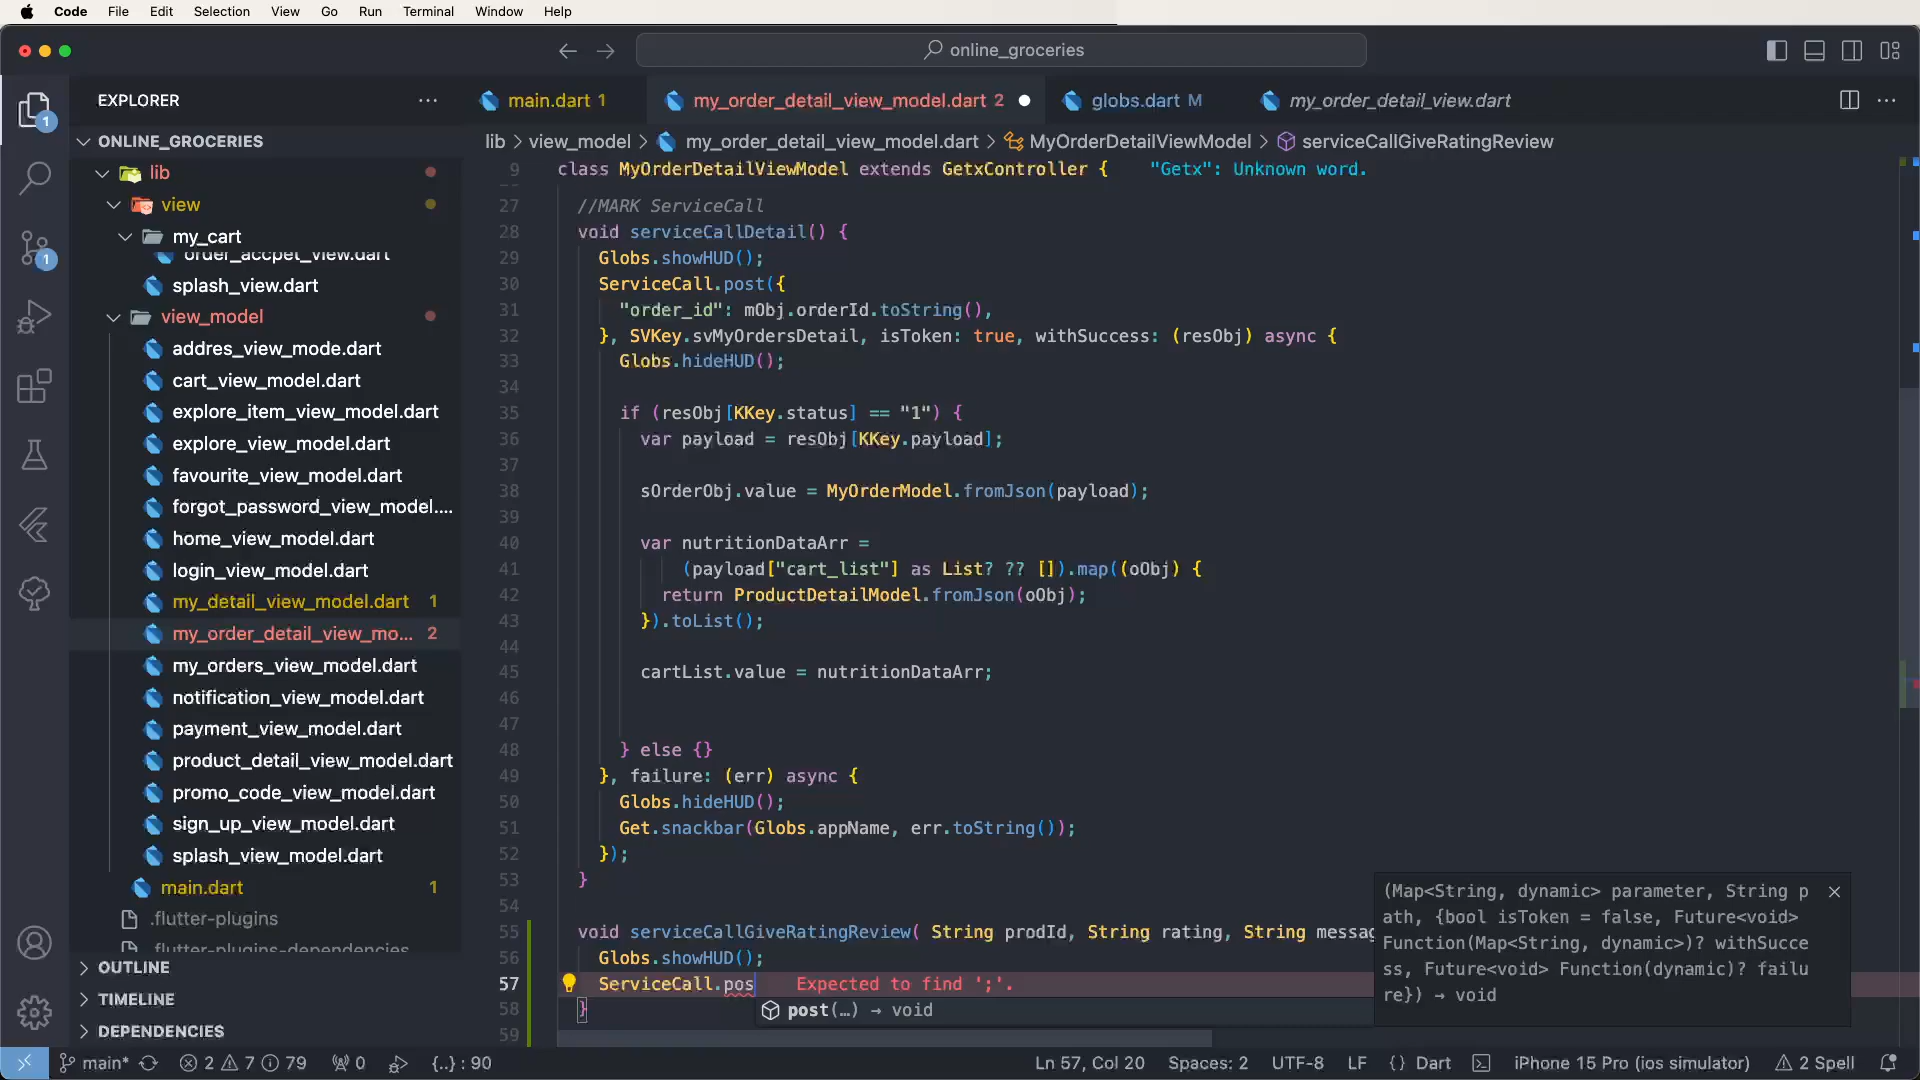 Code File Edit Selection View Go Run Terminal Window Help
online_groceries
EXPLORER
main.dart 1
my_order_detail_view_model.dart 2
globs.dart M
my_order_detail_view.dart
ONLINE_GROCERIES
lib > view_model > my_order_detail_view_model.dart > MyOrderDetailViewModel > serviceCallGiveRatingReview
lib
view
my_cart
order_accpet_view.dart
splash_view.dart
view_model
addres_view_mode.dart
cart_view_model.dart
explore_item_view_model.dart
explore_view_model.dart
favourite_view_model.dart
forgot_password_view_model....
home_view_model.dart
login_view_model.dart
my_detail_view_model.dart 1
my_order_detail_view_mo... 2
my_orders_view_model.dart
notification_view_model.dart
payment_view_model.dart
product_detail_view_model.dart
promo_code_view_model.dart
sign_up_view_model.dart
splash_view_model.dart
main.dart 1
.flutter-plugins
.flutter-plugins-dependencies
OUTLINE
TIMELINE
DEPENDENCIES
1
1
9 class MyOrderDetailViewModel extends GetxController { "Getx": Unknown word.
27 //MARK ServiceCall
28 void serviceCallDetail() {
29 Globs.showHUD();
30 ServiceCall.post({
31 "order_id": mObj.orderId.toString(),
32 }, SVKey.svMyOrdersDetail, isToken: true, withSuccess: (resObj) async {
33 Globs.hideHUD();
34
35 if (resObj[KKey.status] == "1") {
36 var payload = resObj[KKey.payload];
37
38 sOrderObj.value = MyOrderModel.fromJson(payload);
39
40 var nutritionDataArr =
41 (payload["cart_list"] as List? ?? []).map((oObj) {
42 return ProductDetailModel.fromJson(oObj);
43 }).toList();
44
45 cartList.value = nutritionDataArr;
46
47
48 } else {}
49 }, failure: (err) async {
50 Globs.hideHUD();
51 Get.snackbar(Globs.appName, err.toString());
52 });
53 }
54
55 void serviceCallGiveRatingReview( String prodId, String rating, String messag
56 Globs.showHUD();
57 ServiceCall.pos Expected to find ';'.
58 }
59
post(…) → void
(Map<String, dynamic> parameter, String p
ath, {bool isToken = false, Future<void>
Function(Map<String, dynamic>)? withSucce
ss, Future<void> Function(dynamic)? failu
re}) → void
main* 2 7 79 0 {..} : 90
Ln 57, Col 20 Spaces: 2 UTF-8 LF {} Dart iPhone 15 Pro (ios simulator) 2 Spell